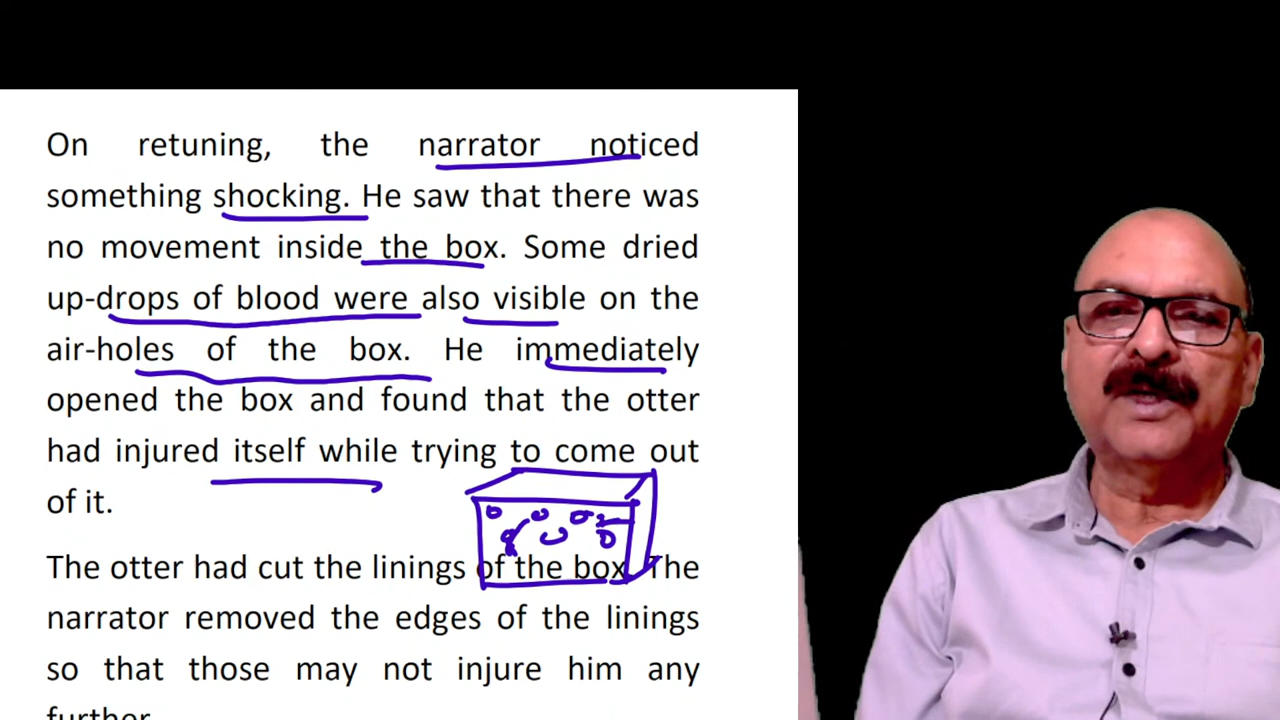 On retuning, the narrator noticed
something shocking. He saw that there was
no movement inside the box. Some dried
up-drops of blood were also visible on the
air-holes of the box. He immediately
opened the box and found that the otter
had injured itself while trying to come out
of it.
The otter had cut the linings of the box. The
narrator removed the edges of the linings
so that those may not injure him any
further.